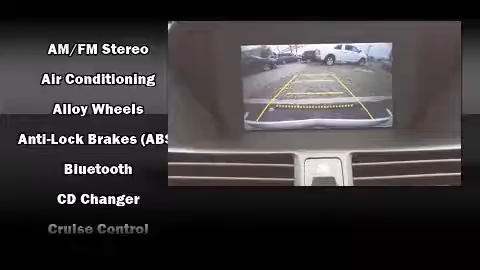 AM/FM Stereo
Air Conditioning
Alloy Wheels
Anti-Lock Brakes (ABS
Bluetooth
CD Changer
Cruise Control